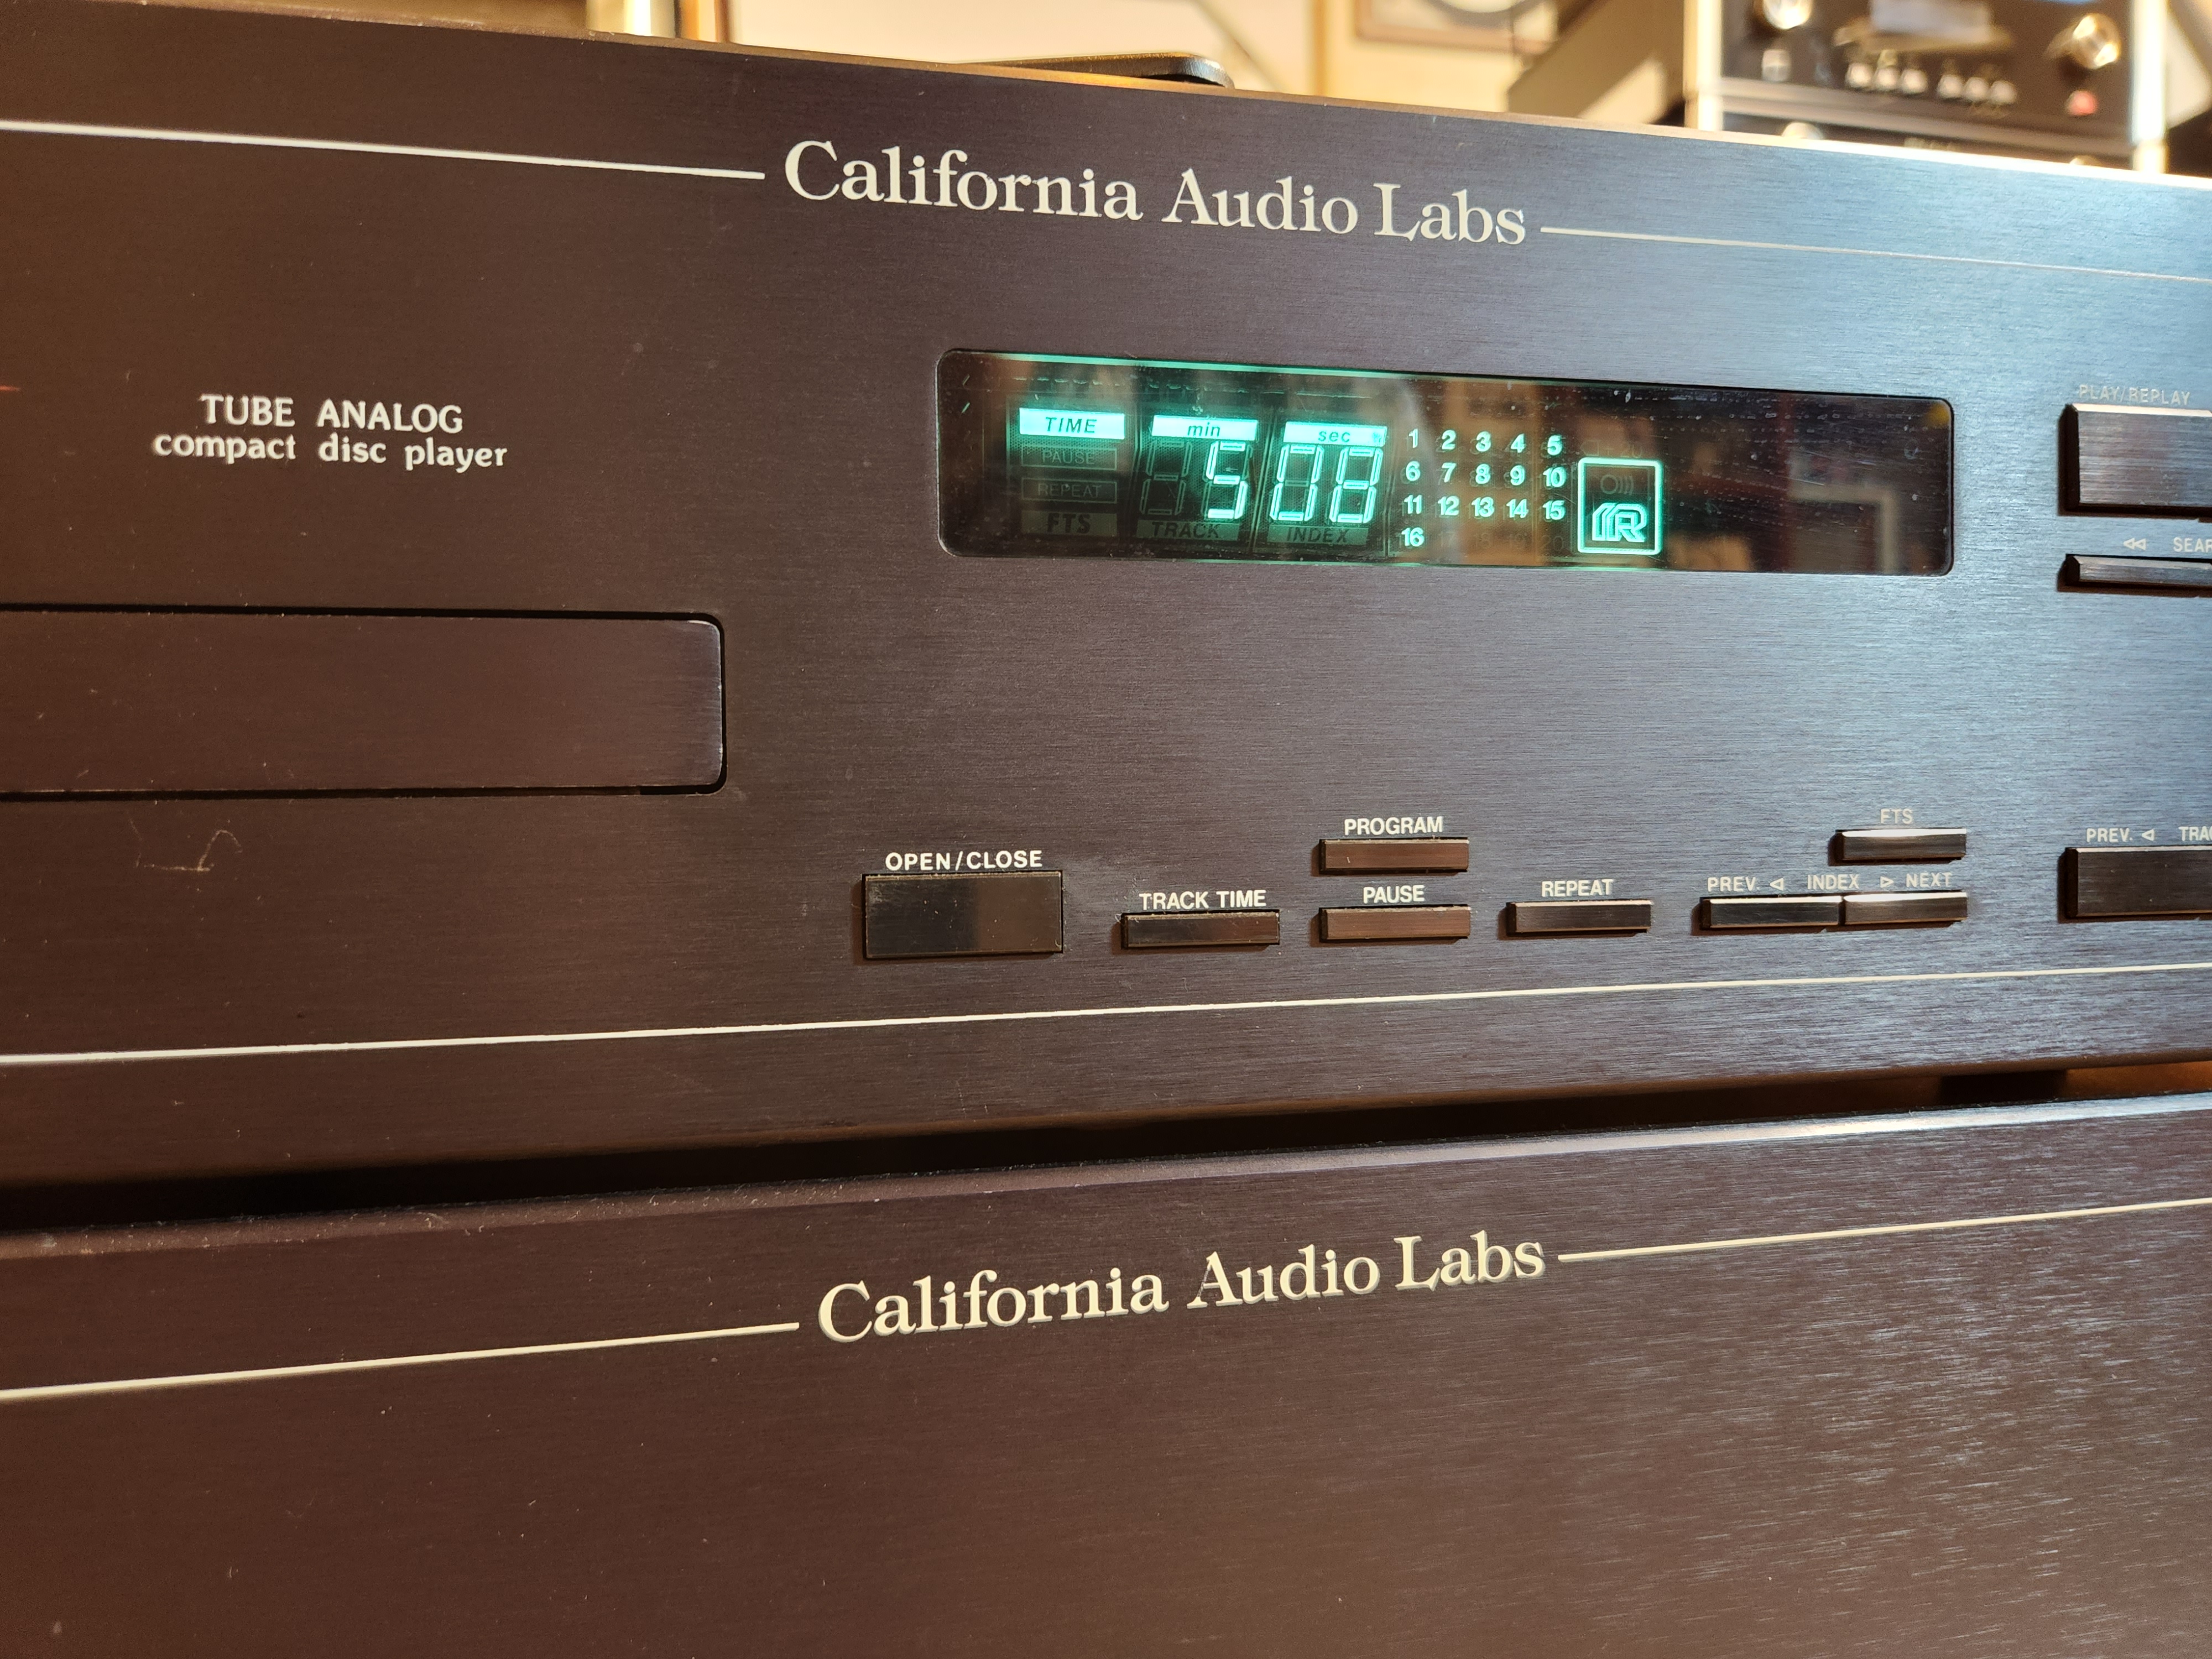 California Audio Labs
TUBE ANALOG
compact disc player
TIME min sec
PAUSE
REPEAT
FTS TRACK INDEX
5 08
1 2 3 4 5
6 7 8 9 10
11 12 13 14 15
16
PLAY/REPLAY
OPEN/CLOSE
TRACK TIME
PROGRAM
PAUSE
REPEAT
FTS
PREV. ◁ INDEX ▷ NEXT
PREV. ◁
California Audio Labs